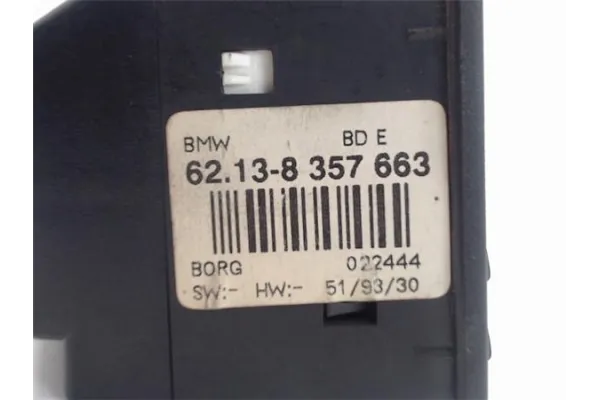 BMW BD E
62.13-8 357 663
BORG 022444
SW:- HW:- 51/93/30